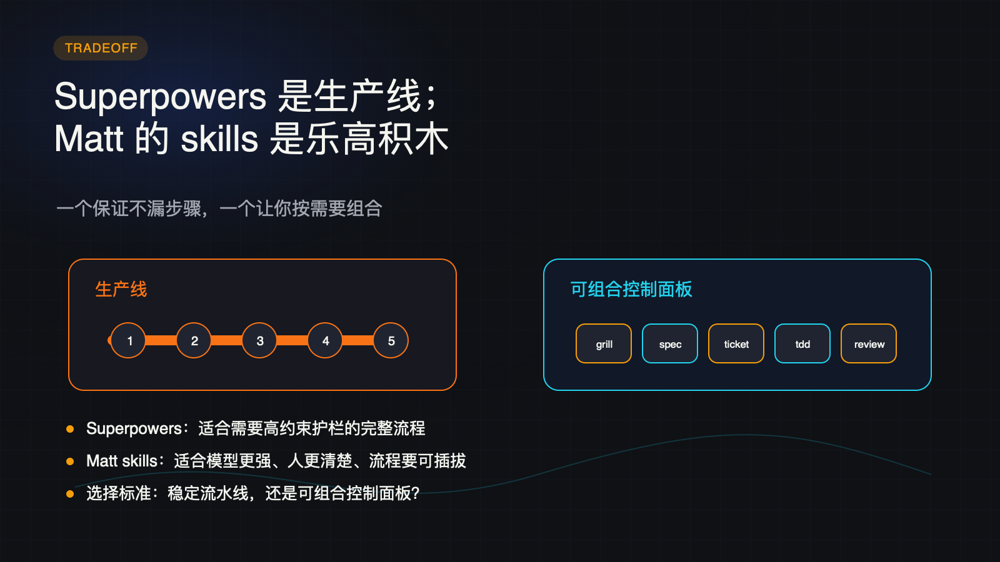 TRADEOFF
Superpowers 是生产线；
Matt 的 skills 是乐高积木
一个保证不漏步骤，一个让你按需要组合
生产线
1 2 3 4 5
可组合控制面板
grill spec ticket tdd review
Superpowers：适合需要高约束护栏的完整流程
Matt skills：适合模型更强、人更清楚、流程要可插拔
选择标准：稳定流水线，还是可组合控制面板？